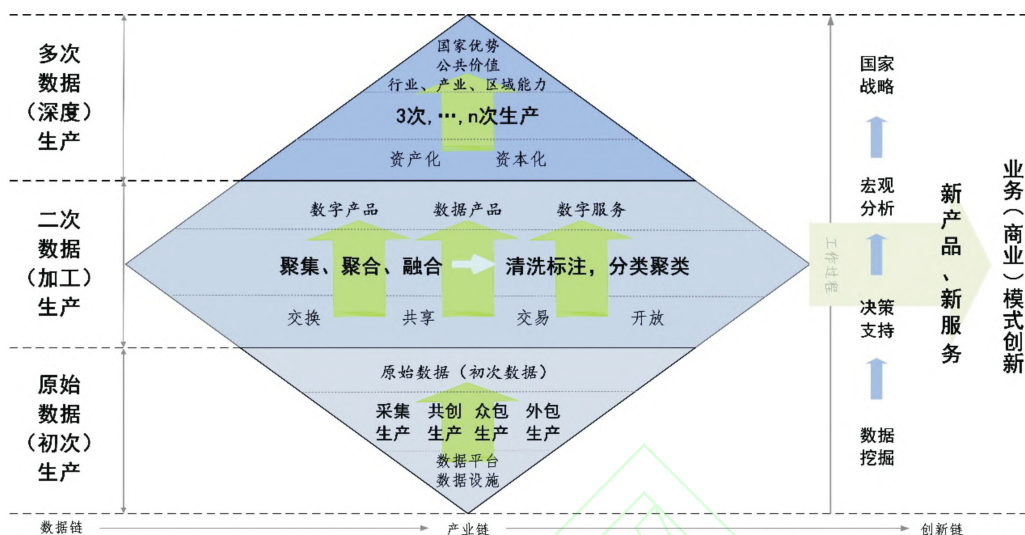 多次
数据
（深度）
生产
国家优势
公共价值
行业、产业、区域能力
3次，…，n次生产
资产化 资本化
二次
数据
（加工）
生产
数字产品 数据产品 数字服务
聚集、聚合、融合 清洗标注，分类聚类
交换 共享 交易 开放
原始
数据
（初次）
生产
原始数据（初次数据）
采集 共创 众包 外包
生产 生产 生产 生产
数据平台
数据设施
工作过程
国家
战略
宏观
分析
决策
支持
数据
挖掘
新产品、新服务
业务（商业）模式创新
数据链 产业链 创新链